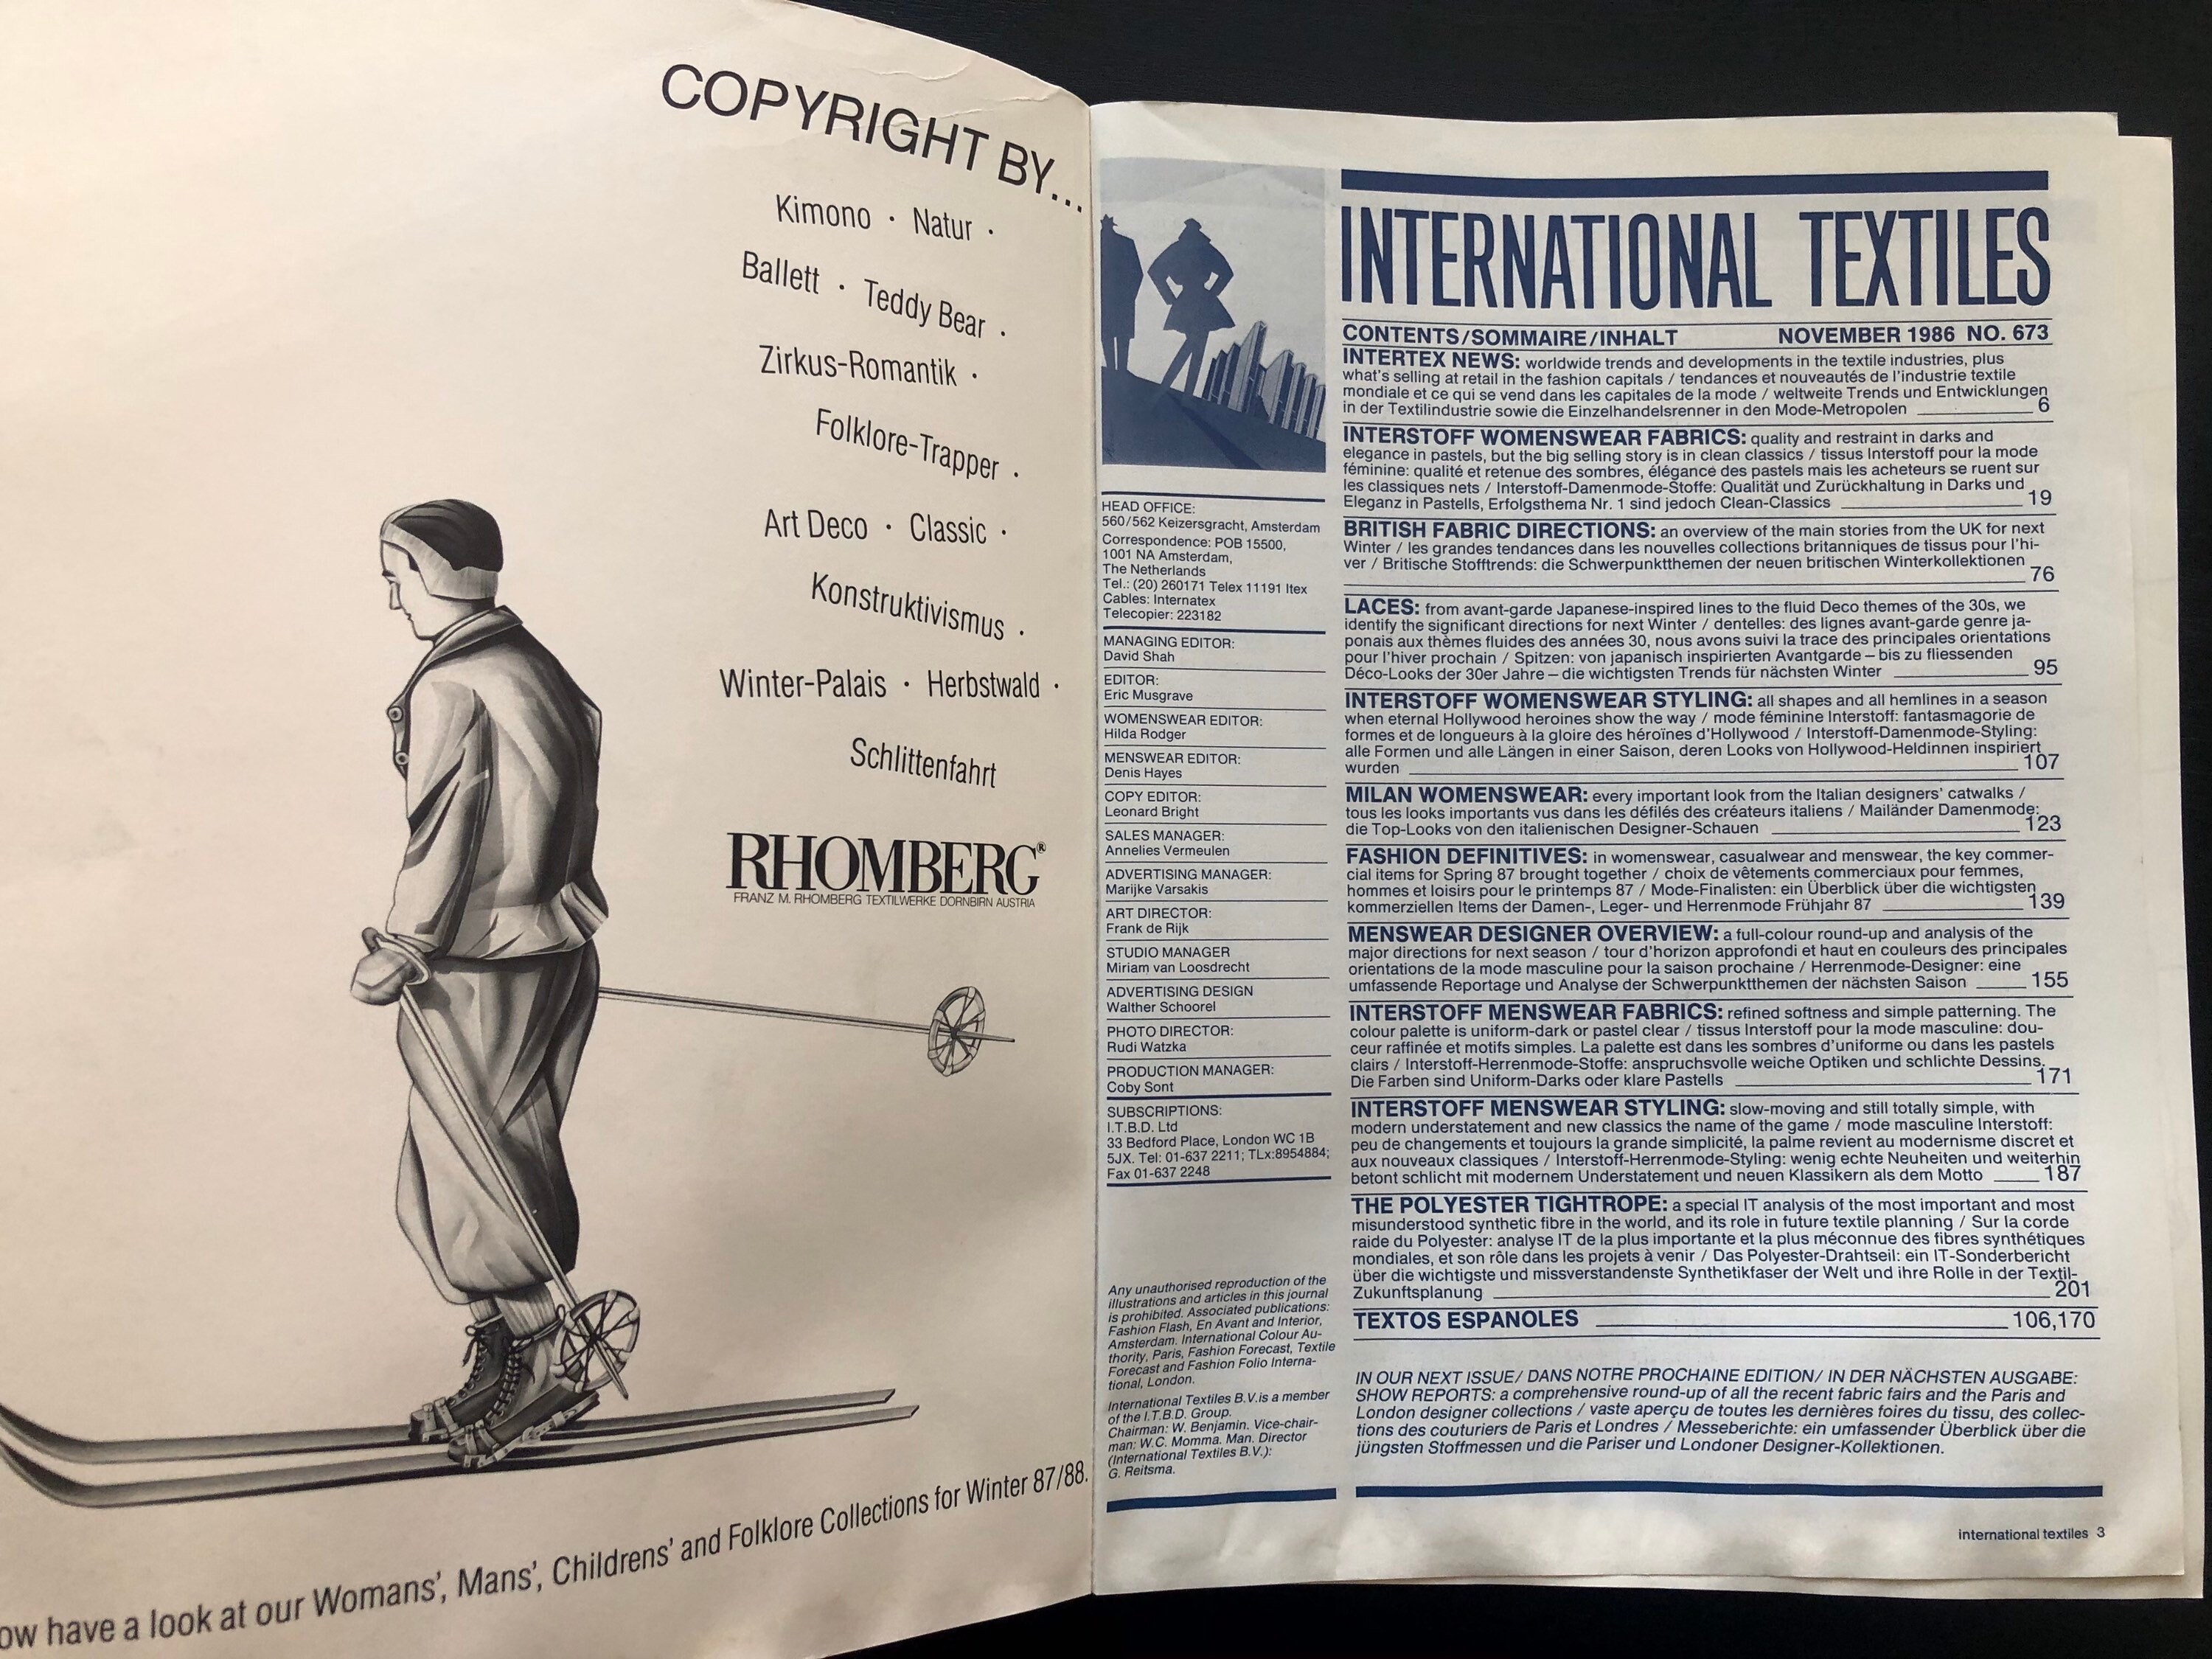 COPYRIGHT BY...
Kimono · Natur ·
Ballett · Teddy Bear ·
Zirkus-Romantik ·
Folklore-Trapper ·
Art Deco · Classic ·
Konstruktivismus ·
Winter-Palais · Herbstwald ·
Schlittenfahrt
RHOMBERG®
FRANZ M. RHOMBERG TEXTILWERKE DORNBIRN AUSTRIA
ow have a look at our Womans', Mans', Childrens' and Folklore Collections for Winter 87/88.
HEAD OFFICE:
560/562 Keizersgracht, Amsterdam
Correspondence: POB 15500,
1001 NA Amsterdam,
The Netherlands
Tel.: (20) 260171 Telex 11191 Itex
Cables: Internatex
Telecopier: 223182
MANAGING EDITOR:
David Shah
EDITOR:
Eric Musgrave
WOMENSWEAR EDITOR:
Hilda Rodger
MENSWEAR EDITOR:
Denis Hayes
COPY EDITOR:
Leonard Bright
SALES MANAGER:
Annelies Vermeulen
ADVERTISING MANAGER:
Marijke Varsakis
ART DIRECTOR:
Frank de Rijk
STUDIO MANAGER
Miriam van Loosdrecht
ADVERTISING DESIGN
Walther Schoorel
PHOTO DIRECTOR:
Rudi Watzka
PRODUCTION MANAGER:
Coby Sont
SUBSCRIPTIONS:
I.T.B.D. Ltd
33 Bedford Place, London WC 1B
5JX. Tel: 01-637 2211; TLx:8954884;
Fax 01-637 2248
Any unauthorised reproduction of the
illustrations and articles in this journal
is prohibited. Associated publications:
Fashion Flash, En Avant and Interior,
Amsterdam. International Colour Au-
thority, Paris, Fashion Forecast, Textile
Forecast and Fashion Folio Interna-
tional, London.
International Textiles B.V.is a member
of the I.T.B.D. Group.
Chairman: W. Benjamin. Vice-chair-
man: W.C. Momma. Man. Director
(International Textiles B.V.):
G. Reitsma.
INTERNATIONAL TEXTILES
CONTENTS/SOMMAIRE/INHALT NOVEMBER 1986 NO. 673
INTERTEX NEWS: worldwide trends and developments in the textile industries, plus
what's selling at retail in the fashion capitals / tendances et nouveautés de l'industrie textile
mondiale et ce qui se vend dans les capitales de la mode / weltweite Trends und Entwicklungen
in der Textilindustrie sowie die Einzelhandelsrenner in den Mode-Metropolen 6
INTERSTOFF WOMENSWEAR FABRICS: quality and restraint in darks and
elegance in pastels, but the big selling story is in clean classics / tissus Interstoff pour la mode
féminine: qualité et retenue des sombres, élégance des pastels mais les acheteurs se ruent sur
les classiques nets / Interstoff-Damenmode-Stoffe: Qualität und Zurückhaltung in Darks und
Eleganz in Pastells, Erfolgsthema Nr. 1 sind jedoch Clean-Classics 19
BRITISH FABRIC DIRECTIONS: an overview of the main stories from the UK for next
Winter / les grandes tendances dans les nouvelles collections britanniques de tissus pour l'hi-
ver / Britische Stofftrends: die Schwerpunktthemen der neuen britischen Winterkollektionen
76
LACES: from avant-garde Japanese-inspired lines to the fluid Deco themes of the 30s, we
identify the significant directions for next Winter / dentelles: des lignes avant-garde genre ja-
ponais aux thèmes fluides des années 30, nous avons suivi la trace des principales orientations
pour l'hiver prochain / Spitzen: von japanisch inspirierten Avantgarde – bis zu fliessenden
Déco-Looks der 30er Jahre – die wichtigsten Trends für nächsten Winter 95
INTERSTOFF WOMENSWEAR STYLING: all shapes and all hemlines in a season
when eternal Hollywood heroines show the way / mode féminine Interstoff: fantasmagorie de
formes et de longueurs à la gloire des héroïnes d'Hollywood / Interstoff-Damenmode-Styling:
alle Formen und alle Längen in einer Saison, deren Looks von Hollywood-Heldinnen inspiriert
wurden 107
MILAN WOMENSWEAR: every important look from the Italian designers' catwalks /
tous les looks importants vus dans les défilés des créateurs italiens / Mailänder Damenmode:
die Top-Looks von den italienischen Designer-Schauen 123
FASHION DEFINITIVES: in womenswear, casualwear and menswear, the key commer-
cial items for Spring 87 brought together / choix de vêtements commerciaux pour femmes,
hommes et loisirs pour le printemps 87 / Mode-Finalisten: ein Überblick über die wichtigsten
kommerziellen Items der Damen-, Leger- und Herrenmode Frühjahr 87 139
MENSWEAR DESIGNER OVERVIEW: a full-colour round-up and analysis of the
major directions for next season / tour d'horizon approfondi et haut en couleurs des principales
orientations de la mode masculine pour la saison prochaine / Herrenmode-Designer: eine
umfassende Reportage und Analyse der Schwerpunktthemen der nächsten Saison 155
INTERSTOFF MENSWEAR FABRICS: refined softness and simple patterning. The
colour palette is uniform-dark or pastel clear / tissus Interstoff pour la mode masculine: dou-
ceur raffinée et motifs simples. La palette est dans les sombres d'uniforme ou dans les pastels
clairs / Interstoff-Herrenmode-Stoffe: anspruchsvolle weiche Optiken und schlichte Dessins.
Die Farben sind Uniform-Darks oder klare Pastells 171
INTERSTOFF MENSWEAR STYLING: slow-moving and still totally simple, with
modern understatement and new classics the name of the game / mode masculine Interstoff:
peu de changements et toujours la grande simplicité, la palme revient au modernisme discret et
aux nouveaux classiques / Interstoff-Herrenmode-Styling: wenig echte Neuheiten und weiterhin
betont schlicht mit modernem Understatement und neuen Klassikern als dem Motto 187
THE POLYESTER TIGHTROPE: a special IT analysis of the most important and most
misunderstood synthetic fibre in the world, and its role in future textile planning / Sur la corde
raide du Polyester: analyse IT de la plus importante et la plus méconnue des fibres synthétiques
mondiales, et son rôle dans les projets à venir / Das Polyester-Drahtseil: ein IT-Sonderbericht
über die wichtigste und missverstandenste Synthetikfaser der Welt und ihre Rolle in der Textil-
Zukunftsplanung 201
TEXTOS ESPANOLES 106,170
IN OUR NEXT ISSUE/ DANS NOTRE PROCHAINE EDITION/ IN DER NÄCHSTEN AUSGABE:
SHOW REPORTS: a comprehensive round-up of all the recent fabric fairs and the Paris and
London designer collections / vaste aperçu de toutes les dernières foires du tissu, des collec-
tions des couturiers de Paris et Londres / Messeberichte: ein umfassender Überblick über die
jüngsten Stoffmessen und die Pariser und Londoner Designer-Kollektionen.
international textiles 3